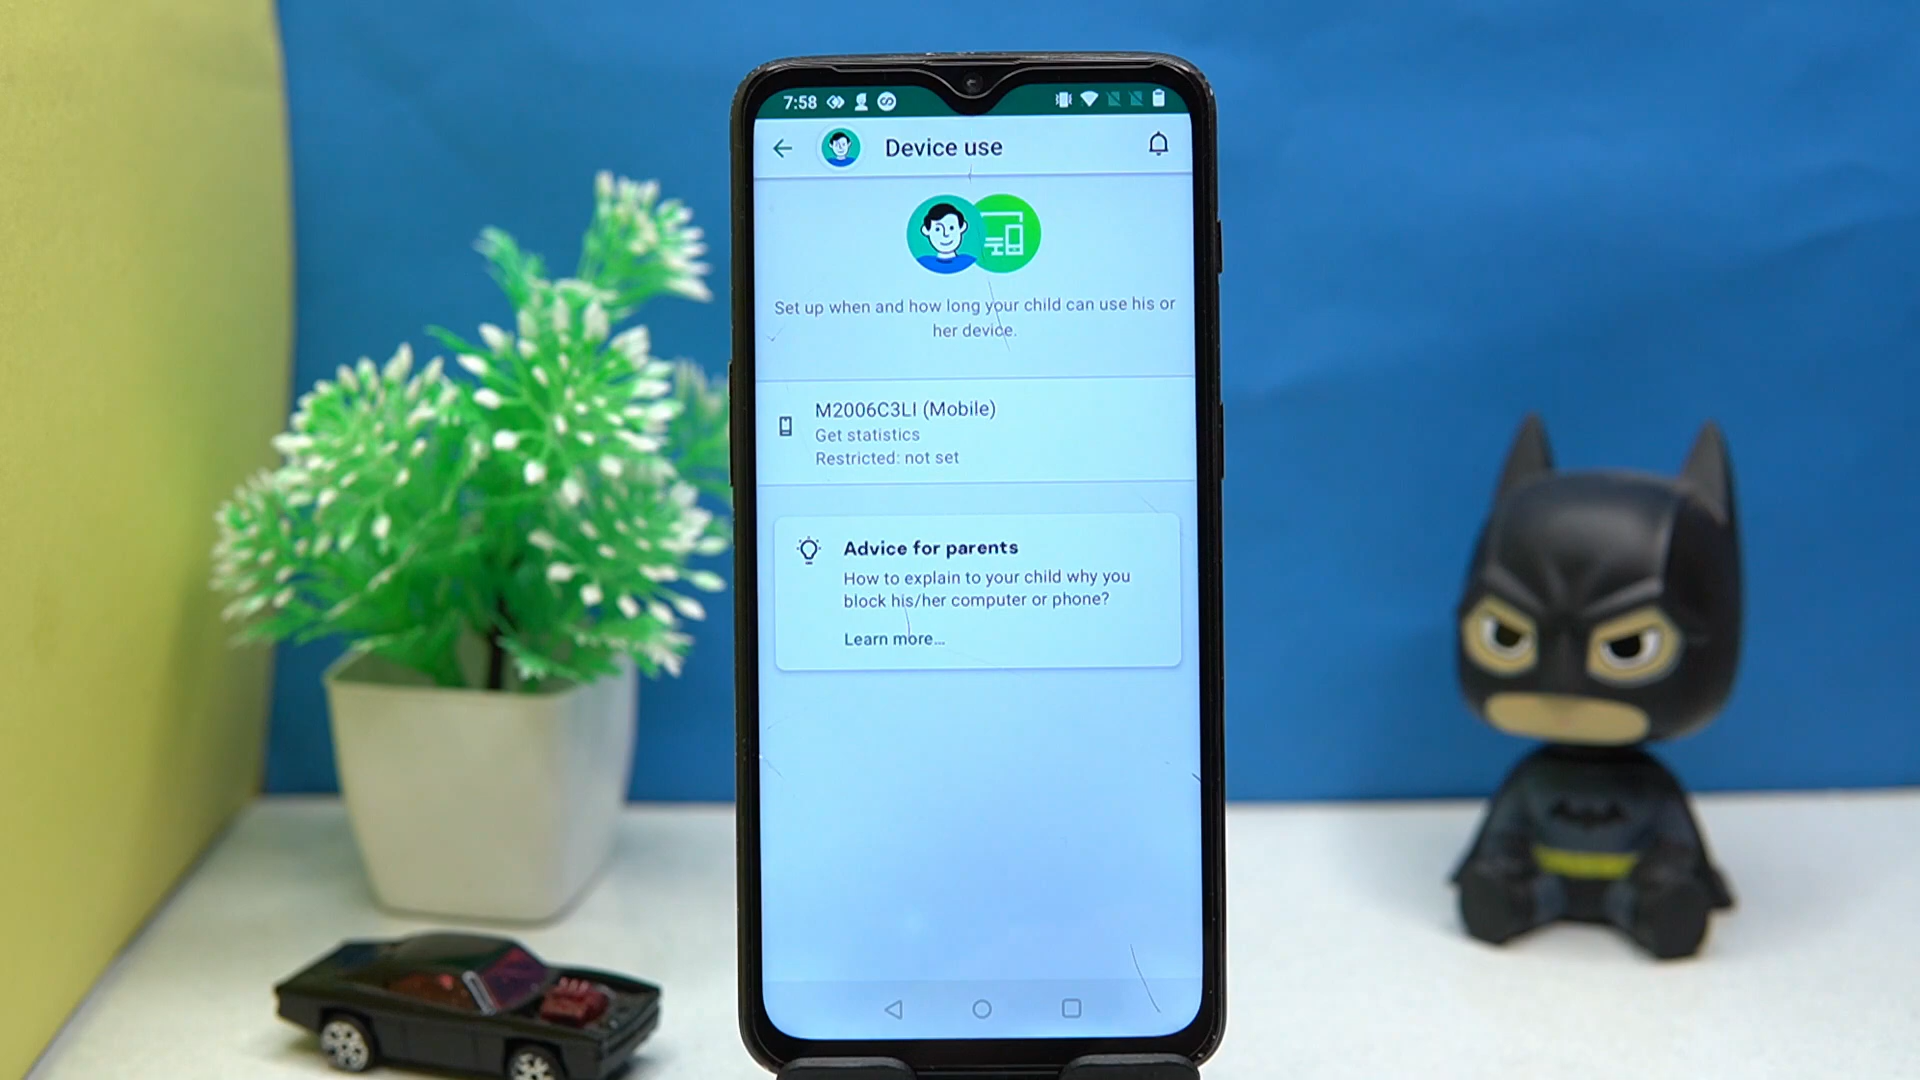 7:58
Device use
Set up when and how long your child can use his or
her device.
M2006C3LI (Mobile)
Get statistics
Restricted: not set
Advice for parents
How to explain to your child why you
block his/her computer or phone?
Learn more...